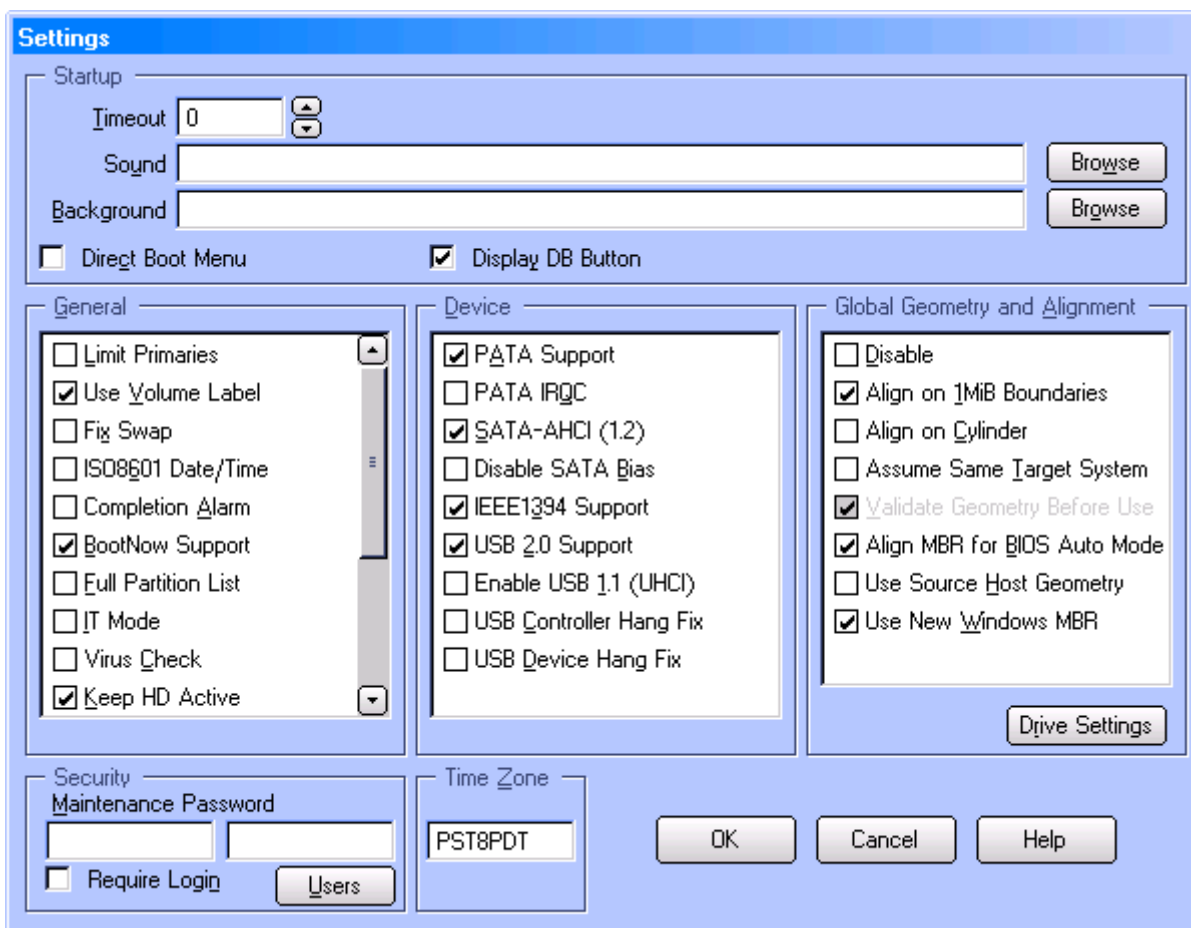 Settings
Startup
Timeout 0
Sound Browse
Background Browse
Direct Boot Menu Display DB Button
General
Limit Primaries
Use Volume Label
Fix Swap
ISO8601 Date/Time
Completion Alarm
BootNow Support
Full Partition List
IT Mode
Virus Check
Keep HD Active
Device
PATA Support
PATA IRQC
SATA-AHCI (1.2)
Disable SATA Bias
IEEE1394 Support
USB 2.0 Support
Enable USB 1.1 (UHCI)
USB Controller Hang Fix
USB Device Hang Fix
Global Geometry and Alignment
Disable
Align on 1MiB Boundaries
Align on Cylinder
Assume Same Target System
Validate Geometry Before Use
Align MBR for BIOS Auto Mode
Use Source Host Geometry
Use New Windows MBR
Drive Settings
Security
Maintenance Password
Require Login Users
Time Zone
PST8PDT
OK Cancel Help